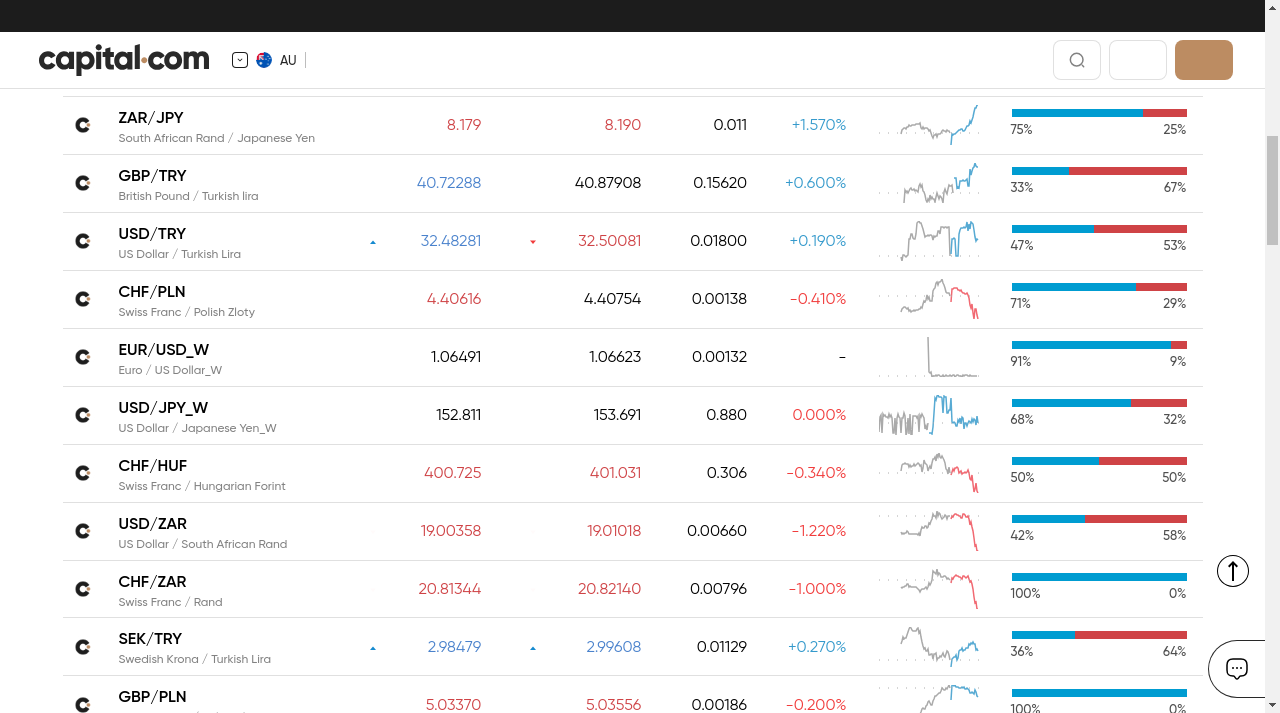 capital.com
AU
ZAR/JPY 8.179 8.190 0.011 +1.570%
South African Rand / Japanese Yen 75% 25%
GBP/TRY 40.72288 40.87908 0.15620 +0.600%
British Pound / Turkish lira 33% 67%
USD/TRY 32.48281 32.50081 0.01800 +0.190%
US Dollar / Turkish Lira 47% 53%
CHF/PLN 4.40616 4.40754 0.00138 -0.410%
Swiss Franc / Polish Zloty 71% 29%
EUR/USD_W 1.06491 1.06623 0.00132 -
Euro / US Dollar_W 91% 9%
USD/JPY_W 152.811 153.691 0.880 0.000%
US Dollar / Japanese Yen_W 68% 32%
CHF/HUF 400.725 401.031 0.306 -0.340%
Swiss Franc / Hungarian Forint 50% 50%
USD/ZAR 19.00358 19.01018 0.00660 -1.220%
US Dollar / South African Rand 42% 58%
CHF/ZAR 20.81344 20.82140 0.00796 -1.000%
Swiss Franc / Rand 100% 0%
SEK/TRY 2.98479 2.99608 0.01129 +0.270%
Swedish Krona / Turkish Lira 36% 64%
GBP/PLN 5.03370 5.03556 0.00186 -0.200%
100% 0%